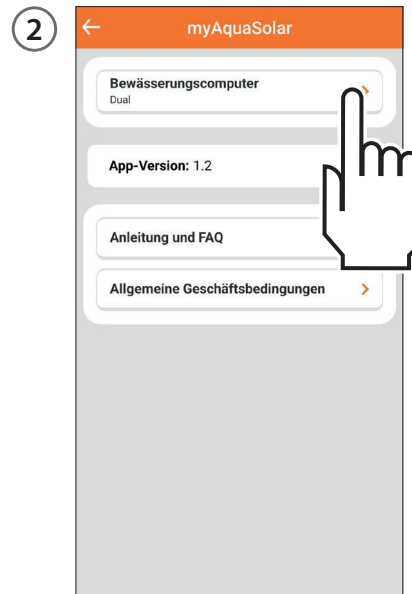 2
myAquaSolar
Bewässerungscomputer
Dual
App-Version: 1.2
Anleitung und FAQ
Allgemeine Geschäftsbedingungen